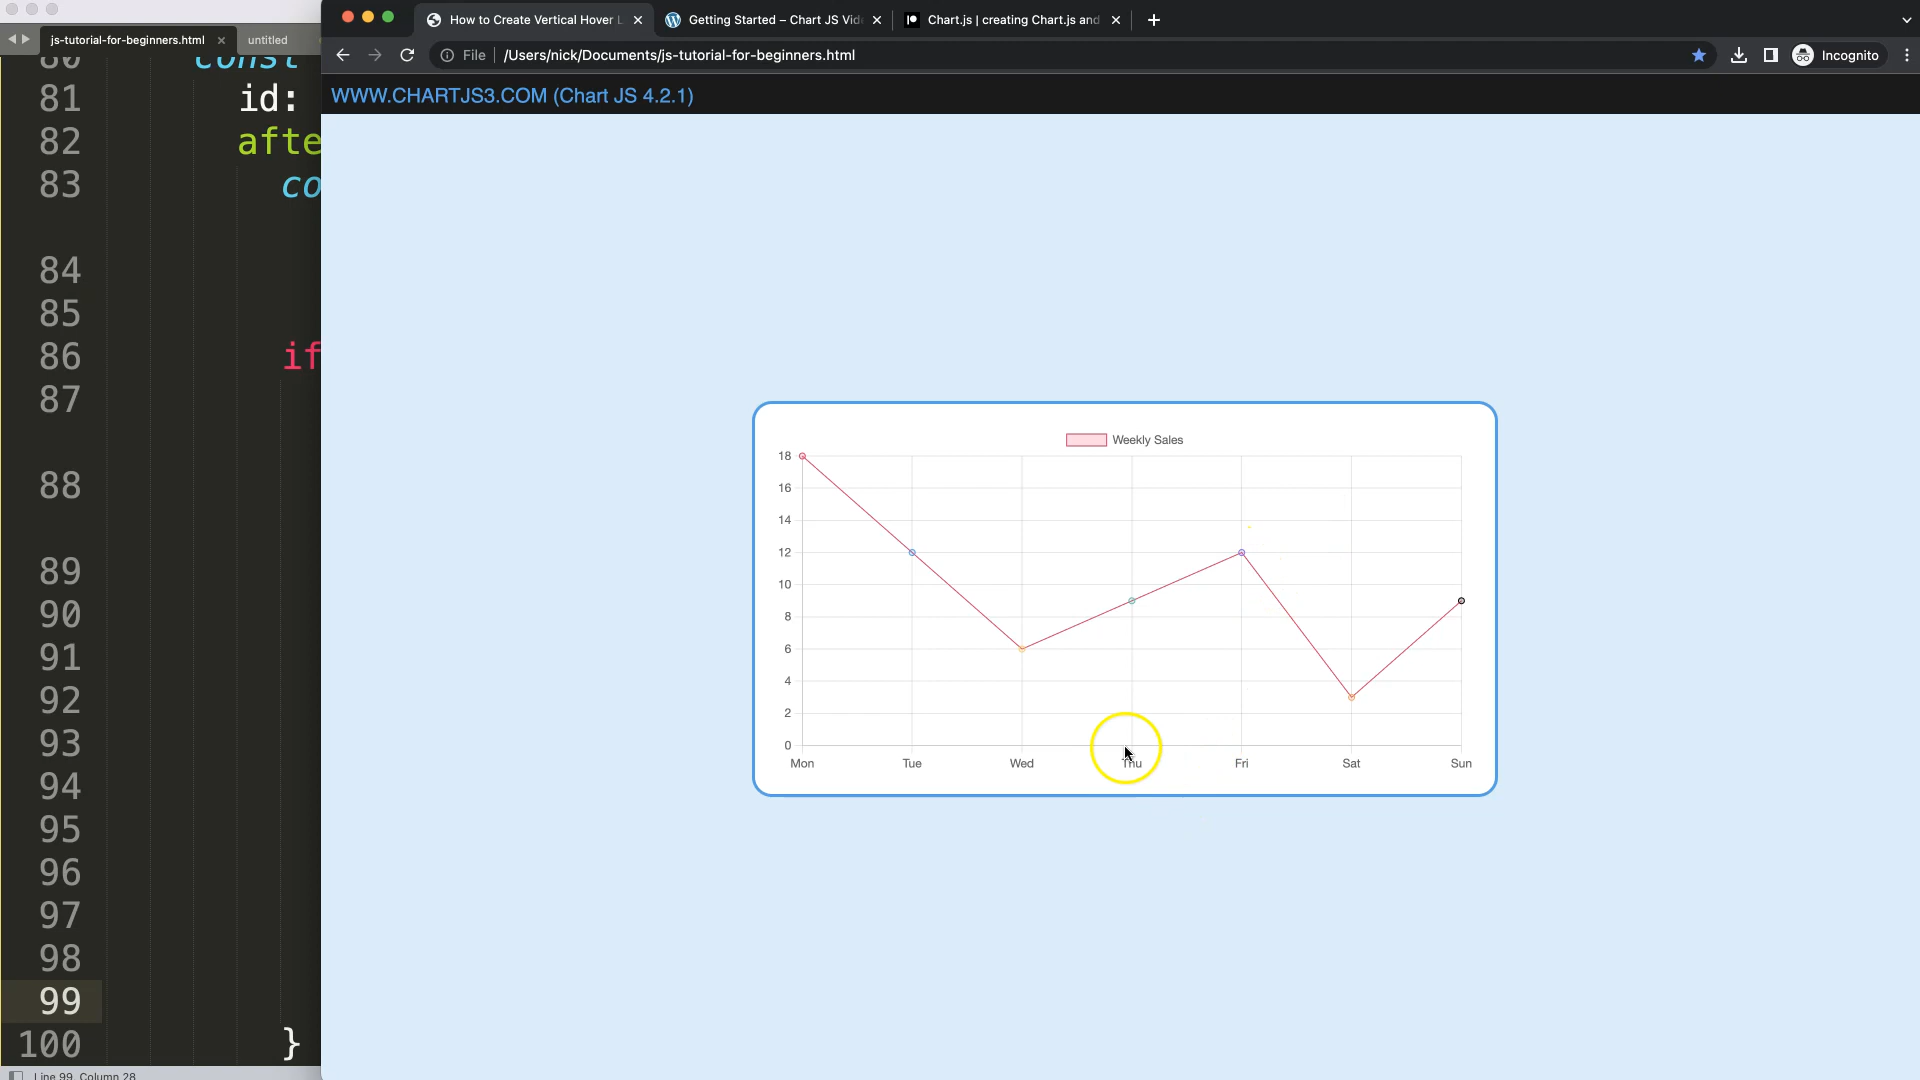 js-tutorial-for-beginners.html
untitled
80 const
81 id:
82 afte
83 co
84
85
86 if
87
88
89
90
91
92
93
94
95
96
97
98
99
100 }
Line 99, Column 28
How to Create Vertical Hover L
Getting Started – Chart JS Vid
Chart.js | creating Chart.js and
File /Users/nick/Documents/js-tutorial-for-beginners.html
Incognito
WWW.CHARTJS3.COM (Chart JS 4.2.1)
Weekly Sales
18
16
14
12
10
8
6
4
2
0
Mon Tue Wed Thu Fri Sat Sun